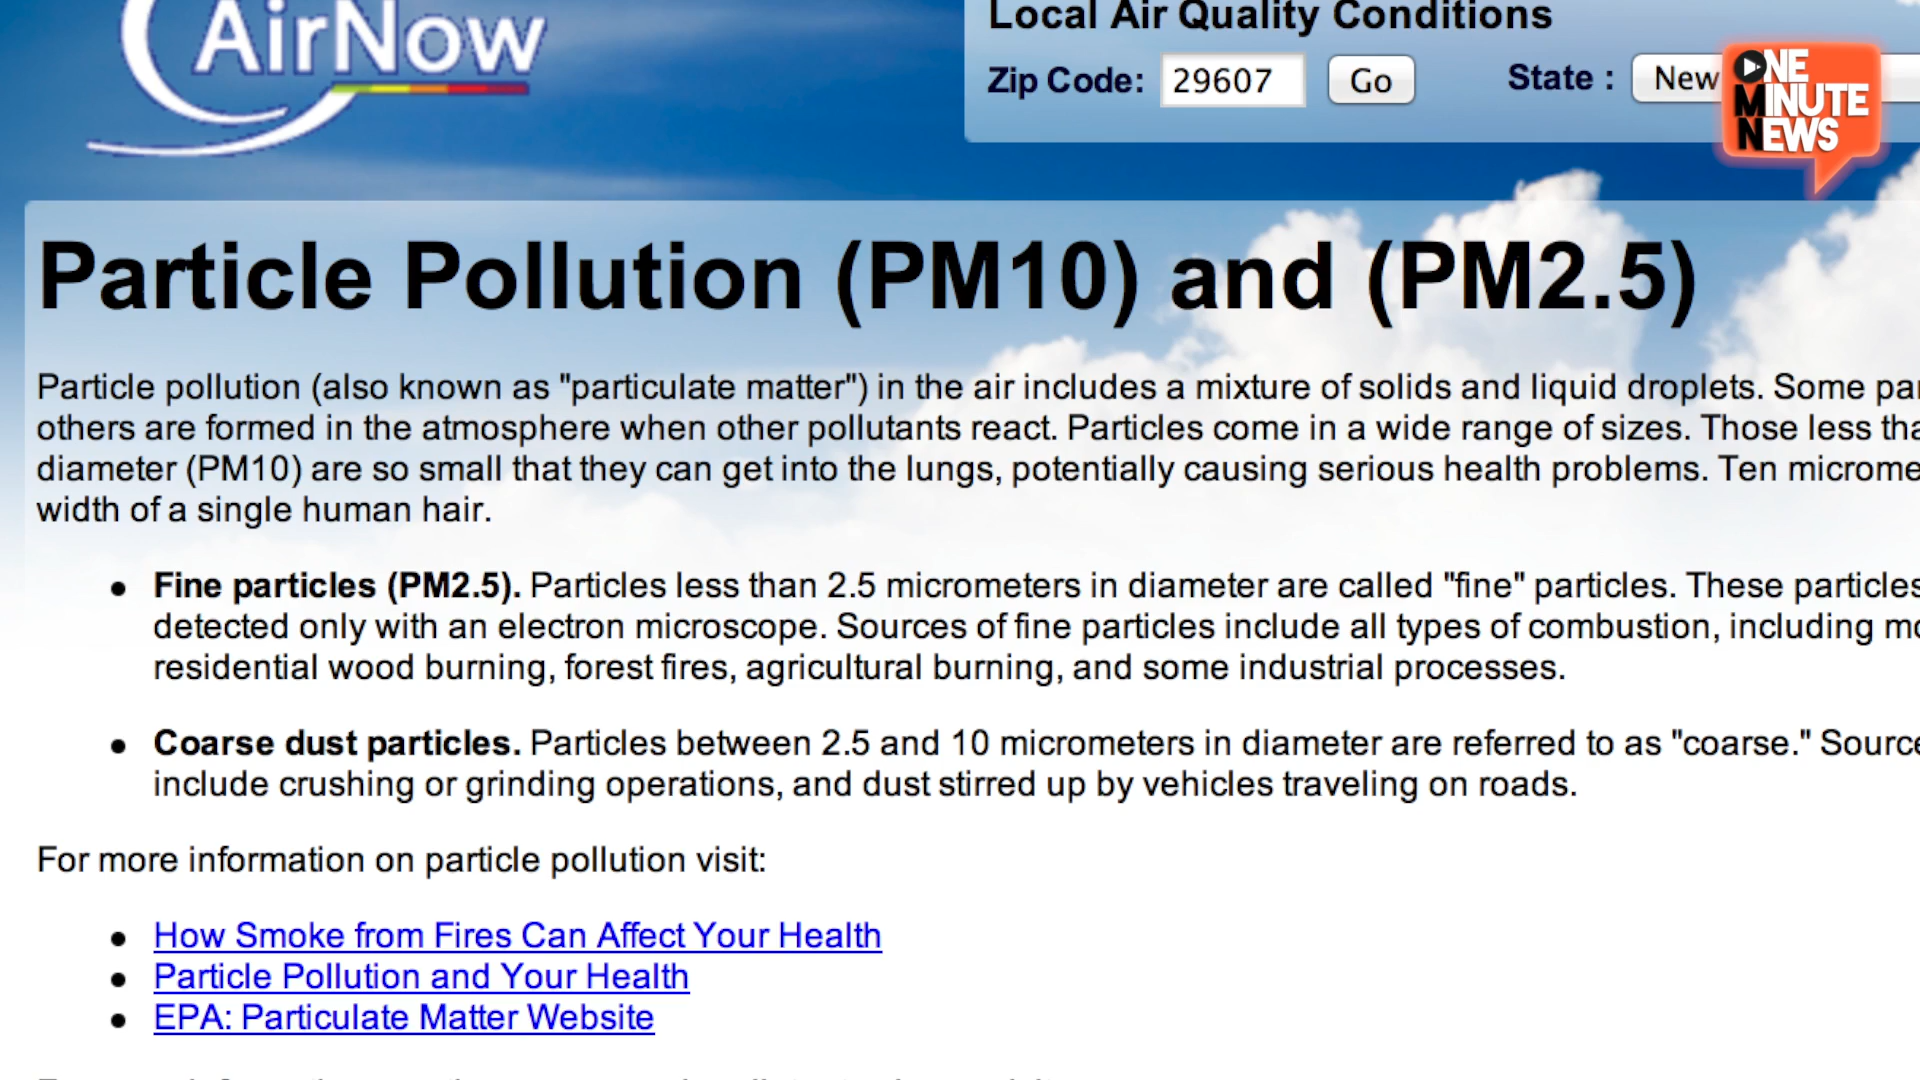 AirNow
Local Air Quality Conditions
Zip Code: 29607 Go State : New
ONE
MINUTE
NEWS
Particle Pollution (PM10) and (PM2.5)
Particle pollution (also known as "particulate matter") in the air includes a mixture of solids and liquid droplets. Some
others are formed in the atmosphere when other pollutants react. Particles come in a wide range of sizes. Those less
diameter (PM10) are so small that they can get into the lungs, potentially causing serious health problems. Ten
width of a single human hair.
• Fine particles (PM2.5). Particles less than 2.5 micrometers in diameter are called "fine" particles. These particles
detected only with an electron microscope. Sources of fine particles include all types of combustion, including
residential wood burning, forest fires, agricultural burning, and some industrial processes.
• Coarse dust particles. Particles between 2.5 and 10 micrometers in diameter are referred to as "coarse."
include crushing or grinding operations, and dust stirred up by vehicles traveling on roads.
For more information on particle pollution visit:
• How Smoke from Fires Can Affect Your Health
• Particle Pollution and Your Health
• EPA: Particulate Matter Website